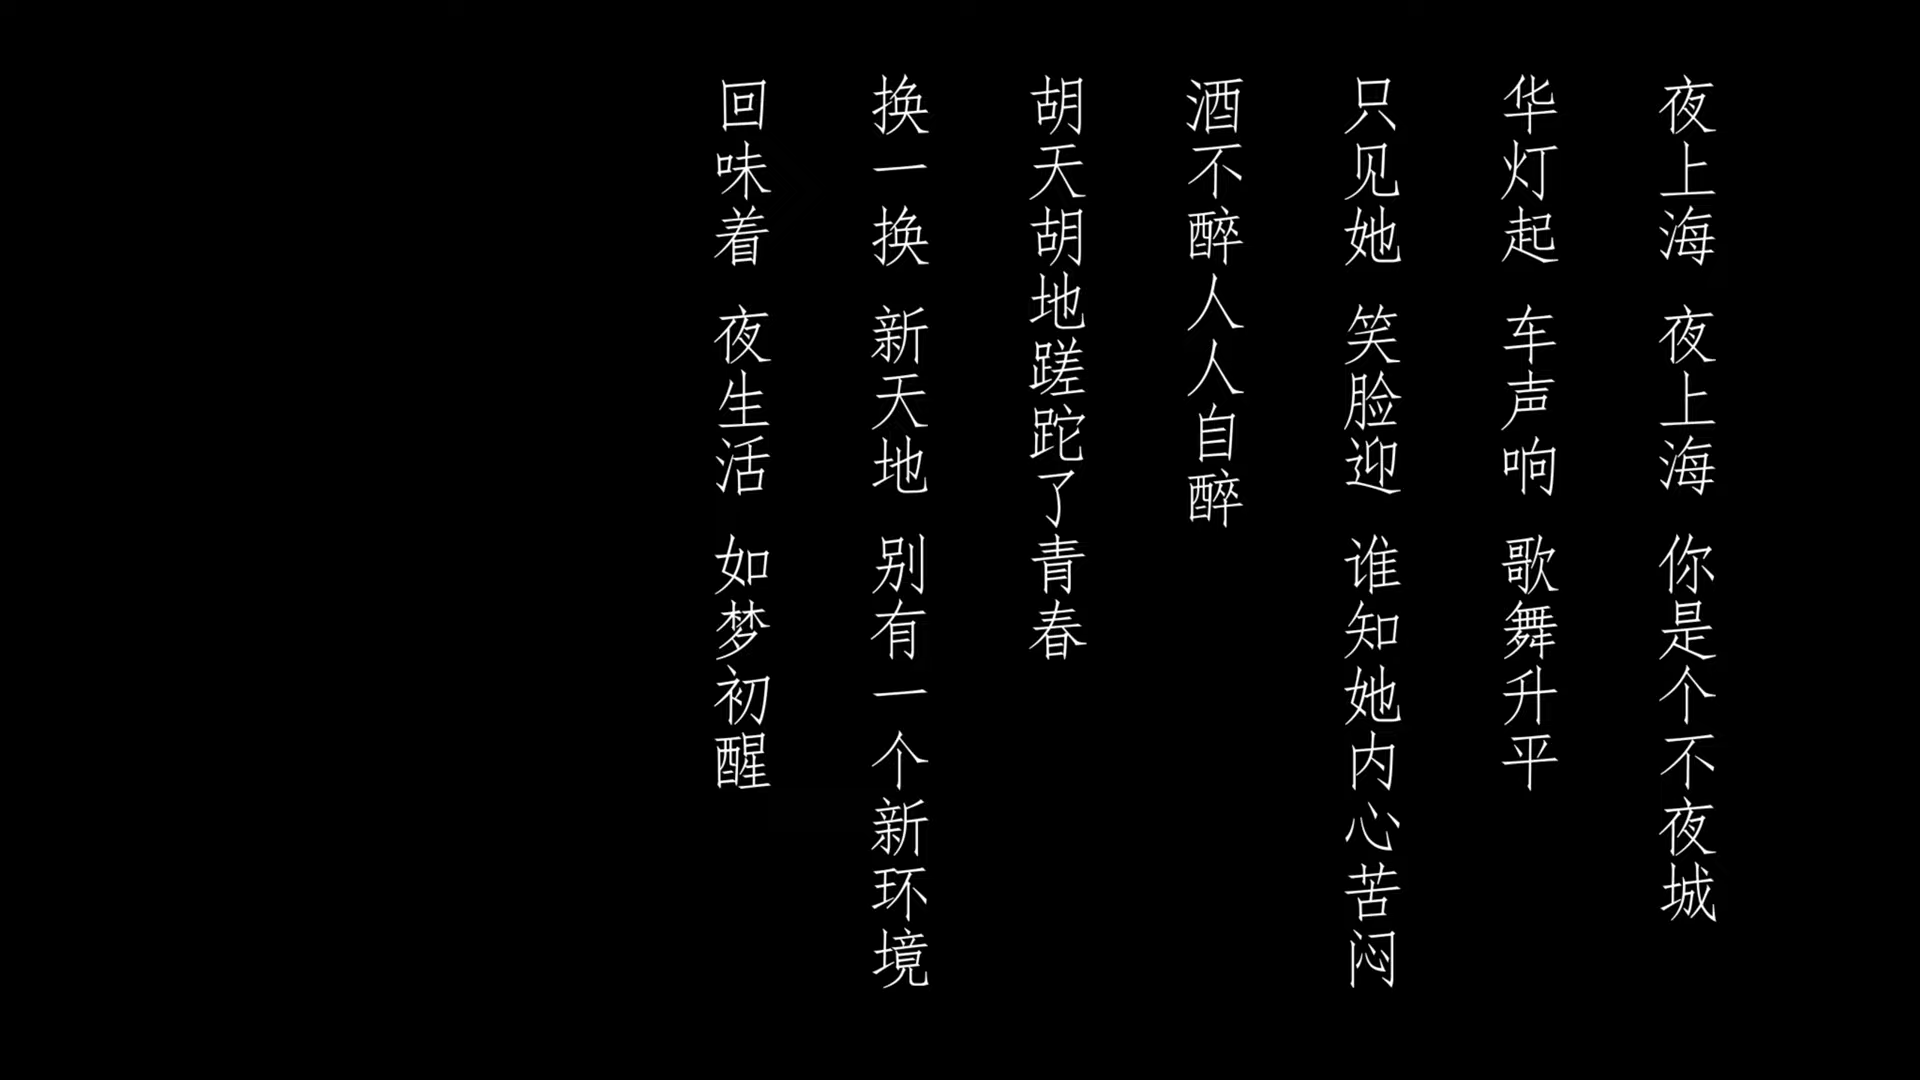 夜上海 夜上海 你是个不夜城
华灯起 车声响 歌舞升平
只见她 笑脸迎 谁知她内心苦闷
酒不醉人人自醉
胡天胡地蹉跎了青春
换一换 新天地 别有一个新环境
回味着 夜生活 如梦初醒